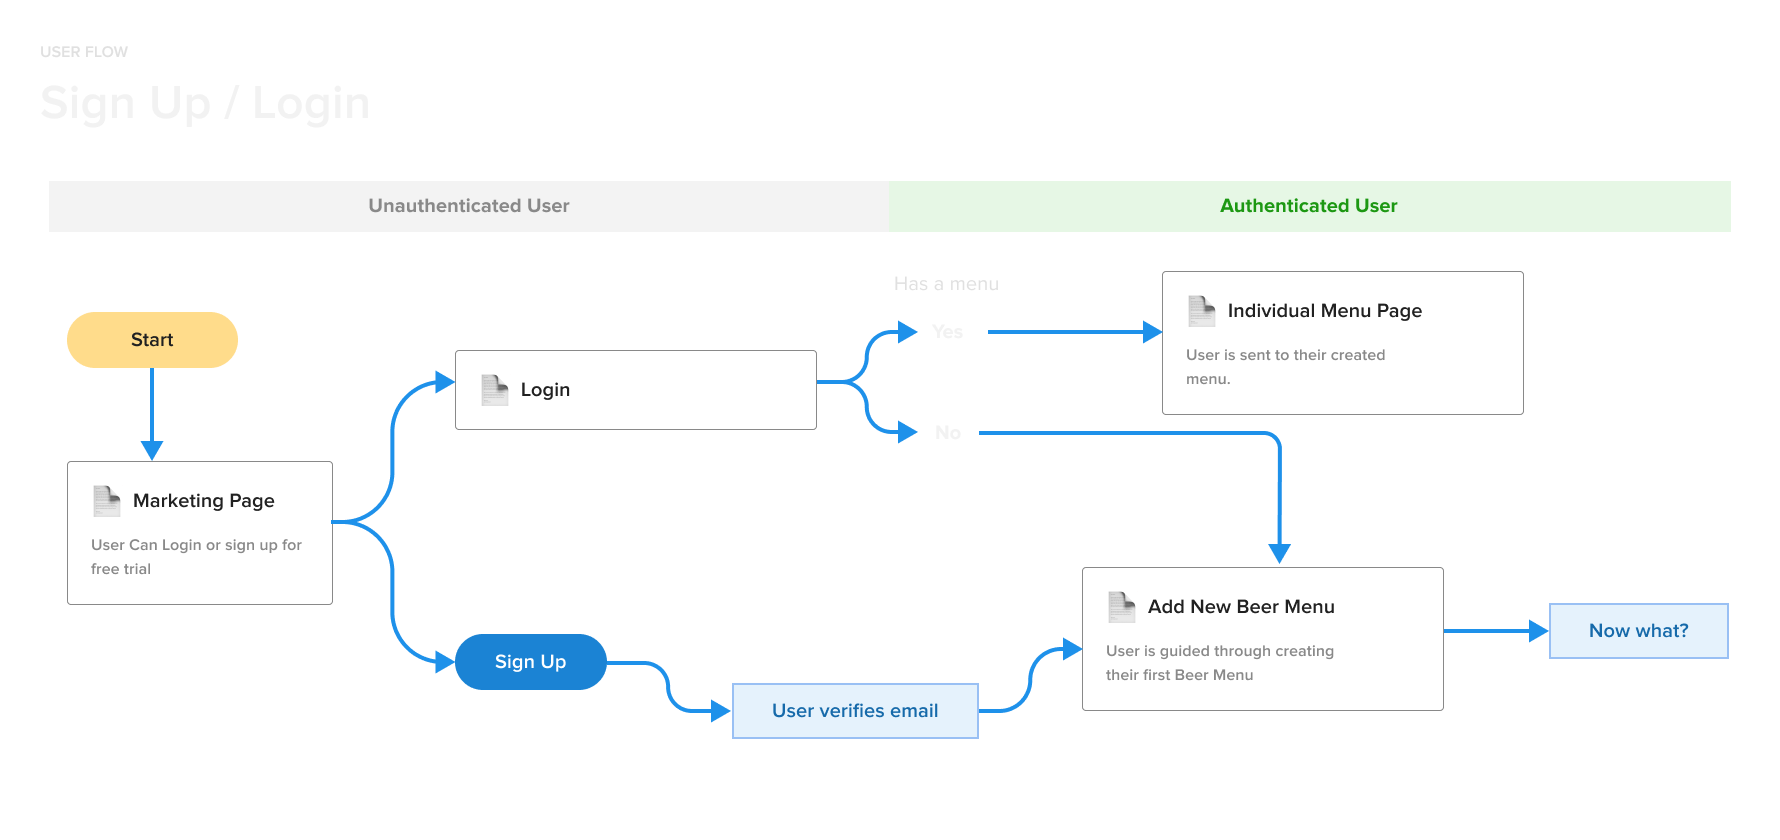 USER FLOW
Sign Up / Login
Unauthenticated User
Authenticated User
Start
Marketing Page
User Can Login or sign up for
free trial
Login
Sign Up
User verifies email
Has a menu
Yes
No
Individual Menu Page
User is sent to their created
menu.
Add New Beer Menu
User is guided through creating
their first Beer Menu
Now what?